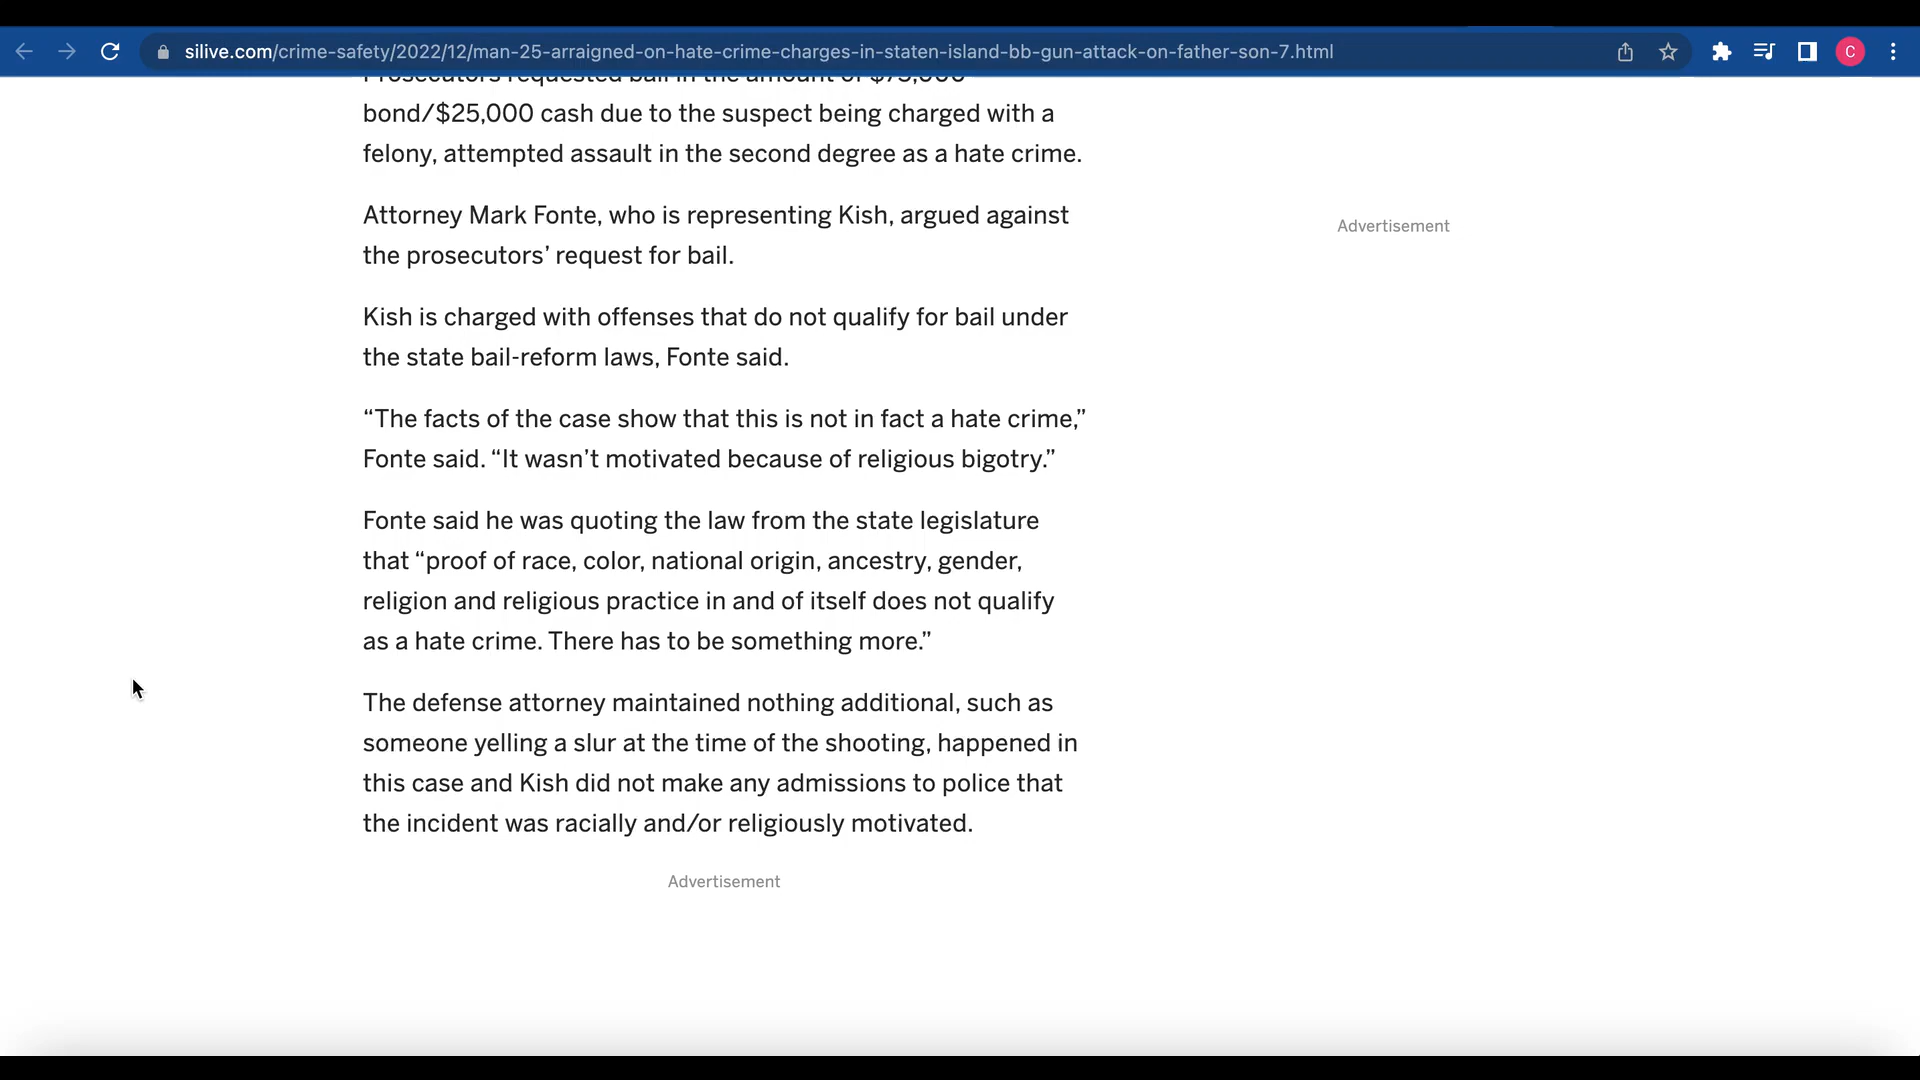 silive.com/crime-safety/2022/12/man-25-arraigned-on-hate-crime-charges-in-staten-island-bb-gun-attack-on-father-son-7.html
C
Prosecutors requested bail in the amount of $75,000
bond/$25,000 cash due to the suspect being charged with a
felony, attempted assault in the second degree as a hate crime.
Attorney Mark Fonte, who is representing Kish, argued against
the prosecutors’ request for bail.
Advertisement
Kish is charged with offenses that do not qualify for bail under
the state bail-reform laws, Fonte said.
“The facts of the case show that this is not in fact a hate crime,”
Fonte said. “It wasn’t motivated because of religious bigotry.”
Fonte said he was quoting the law from the state legislature
that “proof of race, color, national origin, ancestry, gender,
religion and religious practice in and of itself does not qualify
as a hate crime. There has to be something more.”
The defense attorney maintained nothing additional, such as
someone yelling a slur at the time of the shooting, happened in
this case and Kish did not make any admissions to police that
the incident was racially and/or religiously motivated.
Advertisement